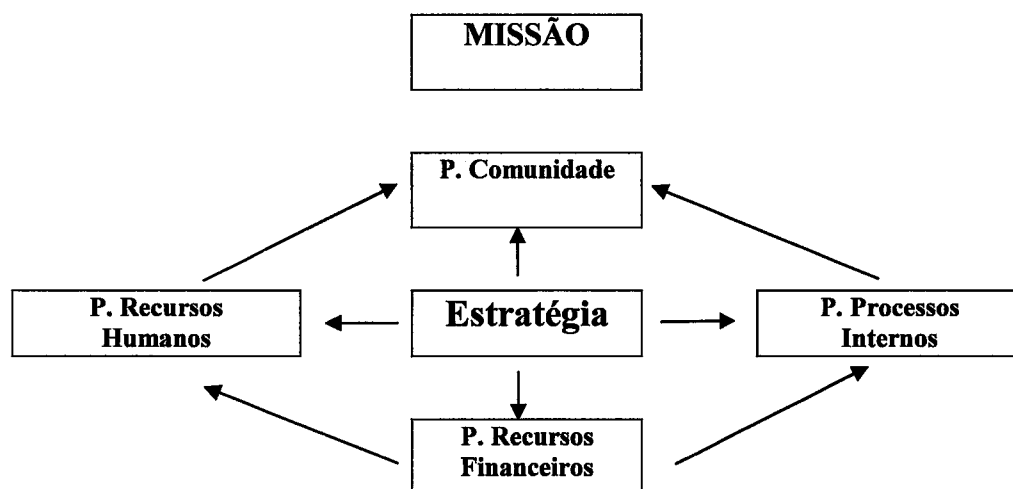 MISSÃO
P. Comunidade
P. Recursos
Humanos
Estratégia
P. Processos
Internos
P. Recursos
Financeiros